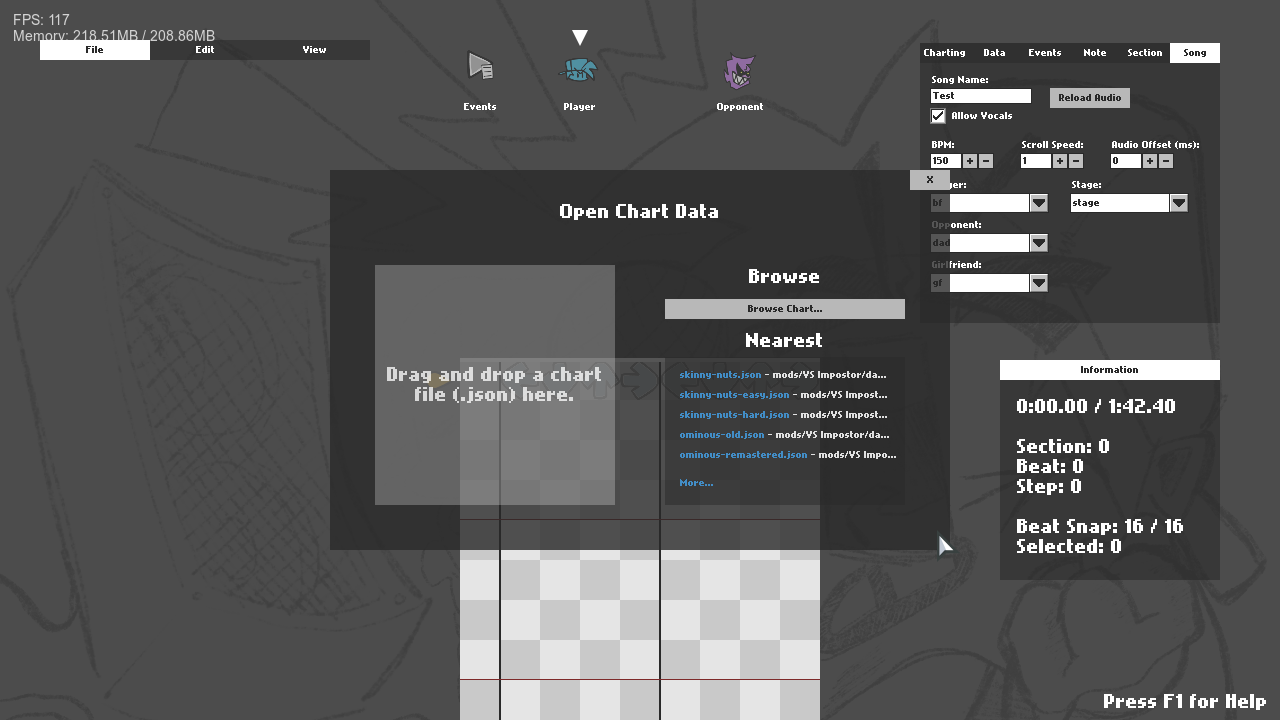 FPS: 117
Memory: 218.51MB / 208.86MB
File Edit View
Events Player Opponent
Charting Data Events Note Section Song
Song Name:
Test Reload Audio
Allow Vocals
BPM: Scroll Speed: Audio Offset (ms):
150 + - 1 + - 0 + -
yer: Stage:
bf stage
Opponent:
dad
Girlfriend:
gf
X
Open Chart Data
Drag and drop a chart
file (.json) here.
Browse
Browse Chart...
Nearest
skinny-nuts.json - mods/VS Impostor/da...
skinny-nuts-easy.json - mods/VS Impost...
skinny-nuts-hard.json - mods/VS Impost...
ominous-old.json - mods/VS Impostor/da...
ominous-remastered.json - mods/VS Impo...
More...
Information
0:00.00 / 1:42.40
Section: 0
Beat: 0
Step: 0
Beat Snap: 16 / 16
Selected: 0
Press F1 for Help